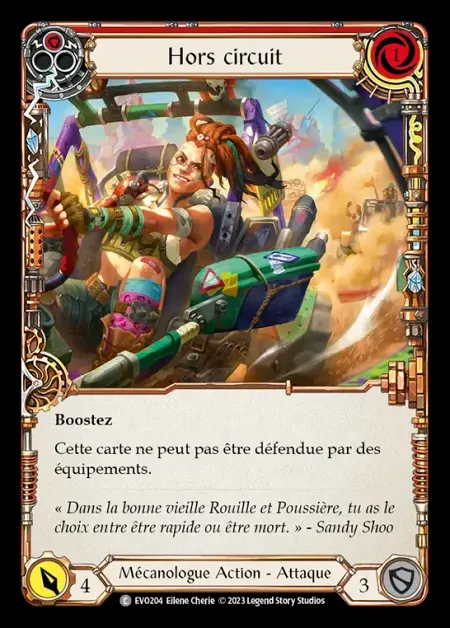 Hors circuit
1
Boostez
Cette carte ne peut pas être défendue par des
équipements.
« Dans la bonne vieille Rouille et Poussière, tu as le
choix entre être rapide ou être mort. » - Sandy Shoo
4
Mécanologue Action - Attaque
3
C EVO204 Eilene Cherie © 2023 Legend Story Studios